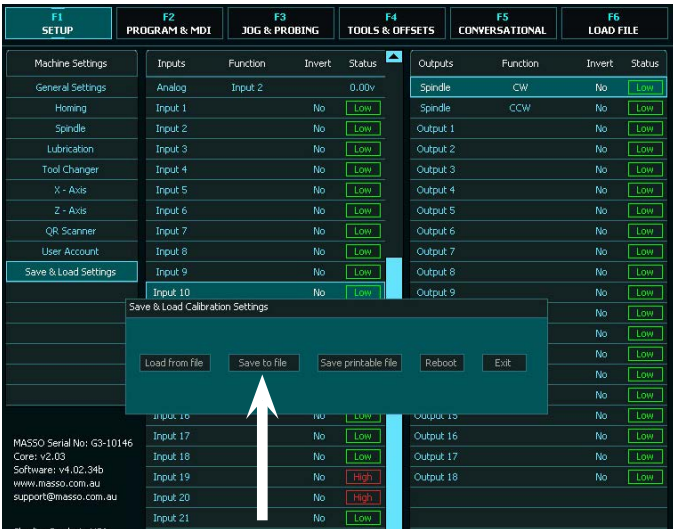 F1
SETUP
F2
PROGRAM & MDI
F3
JOG & PROBING
F4
TOOLS & OFFSETS
F5
CONVERSATIONAL
F6
LOAD FILE
Machine Settings
General Settings
Homing
Spindle
Lubrication
Tool Changer
X - Axis
Z - Axis
QR Scanner
User Account
Save & Load Settings
MASSO Serial No: G3-10146
Core: v2.03
Software: v4.02.34b
www.masso.com.au
support@masso.com.au
Inputs Function Invert Status
Analog Input 2 0.00v
Input 1 No Low
Input 2 No Low
Input 3 No Low
Input 4 No Low
Input 5 No Low
Input 6 No Low
Input 7 No Low
Input 8 No Low
Input 9 No Low
Input 10 No Low
Input 16 No Low
Input 17 No Low
Input 18 No Low
Input 19 No High
Input 20 No High
Input 21 No Low
Outputs Function Invert Status
Spindle CW No Low
Spindle CCW No Low
Output 1 No Low
Output 2 No Low
Output 3 No Low
Output 4 No Low
Output 5 No Low
Output 6 No Low
Output 7 No Low
Output 8 No Low
Output 9 No Low
No Low
No Low
No Low
No Low
No Low
Output 15 No Low
Output 16 No Low
Output 17 No Low
Output 18 No Low
Save & Load Calibration Settings
Load from file Save to file Save printable file Reboot Exit